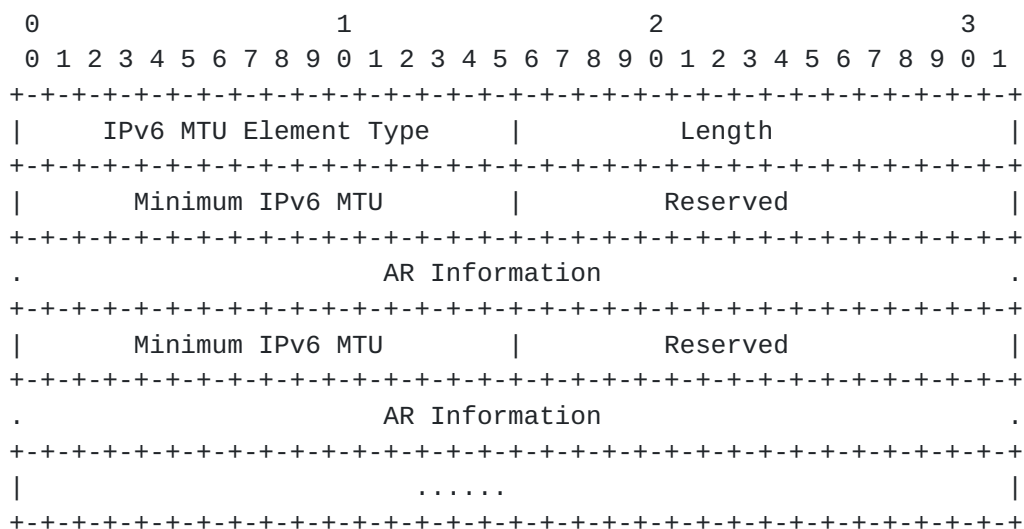 0                   1                   2                   3
 0 1 2 3 4 5 6 7 8 9 0 1 2 3 4 5 6 7 8 9 0 1 2 3 4 5 6 7 8 9 0 1
+-+-+-+-+-+-+-+-+-+-+-+-+-+-+-+-+-+-+-+-+-+-+-+-+-+-+-+-+-+-+-+-+
|     IPv6 MTU Element Type     |          Length               |
+-+-+-+-+-+-+-+-+-+-+-+-+-+-+-+-+-+-+-+-+-+-+-+-+-+-+-+-+-+-+-+-+
|       Minimum IPv6 MTU        |         Reserved              |
+-+-+-+-+-+-+-+-+-+-+-+-+-+-+-+-+-+-+-+-+-+-+-+-+-+-+-+-+-+-+-+-+
.                       AR Information                          .
+-+-+-+-+-+-+-+-+-+-+-+-+-+-+-+-+-+-+-+-+-+-+-+-+-+-+-+-+-+-+-+-+
|       Minimum IPv6 MTU        |         Reserved              |
+-+-+-+-+-+-+-+-+-+-+-+-+-+-+-+-+-+-+-+-+-+-+-+-+-+-+-+-+-+-+-+-+
.                       AR Information                          .
+-+-+-+-+-+-+-+-+-+-+-+-+-+-+-+-+-+-+-+-+-+-+-+-+-+-+-+-+-+-+-+-+
|                         ......                                |
+-+-+-+-+-+-+-+-+-+-+-+-+-+-+-+-+-+-+-+-+-+-+-+-+-+-+-+-+-+-+-+-+